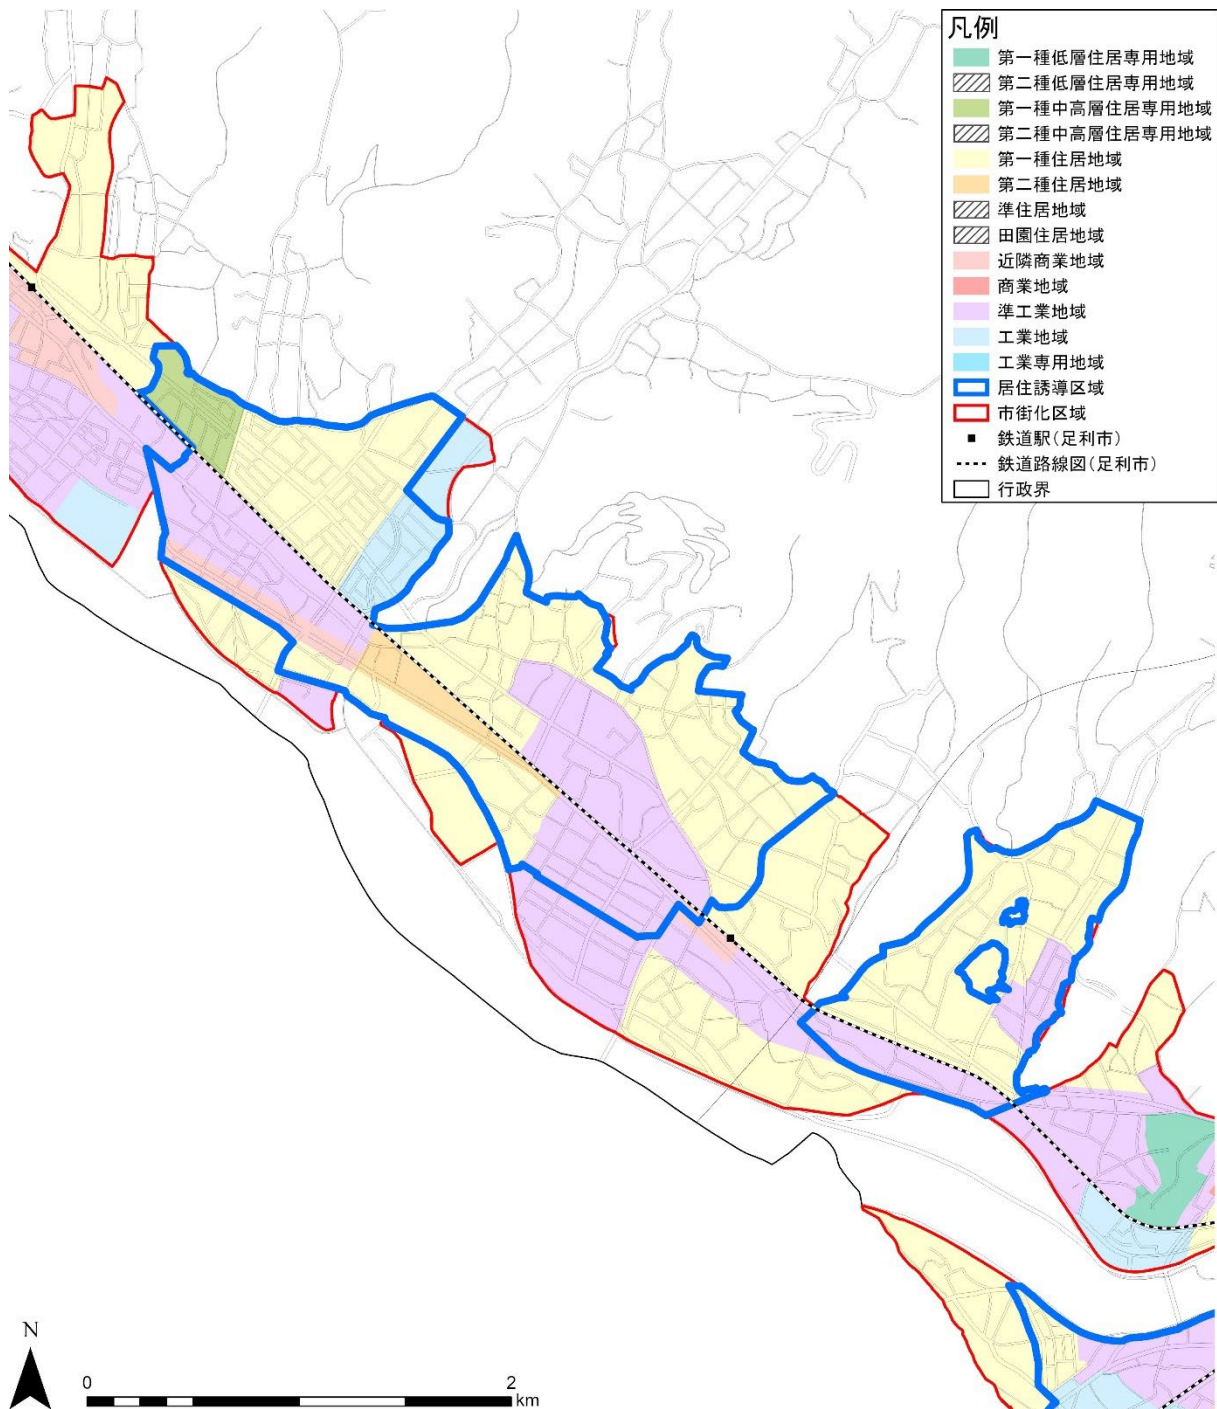 凡例
第一種低層住居専用地域
第二種低層住居専用地域
第一種中高層住居専用地域
第二種中高層住居専用地域
第一種住居地域
第二種住居地域
準住居地域
田園住居地域
近隣商業地域
商業地域
準工業地域
工業地域
工業専用地域
居住誘導区域
市街化区域
鉄道駅(足利市)
鉄道路線図(足利市)
行政界
N
0 2
km